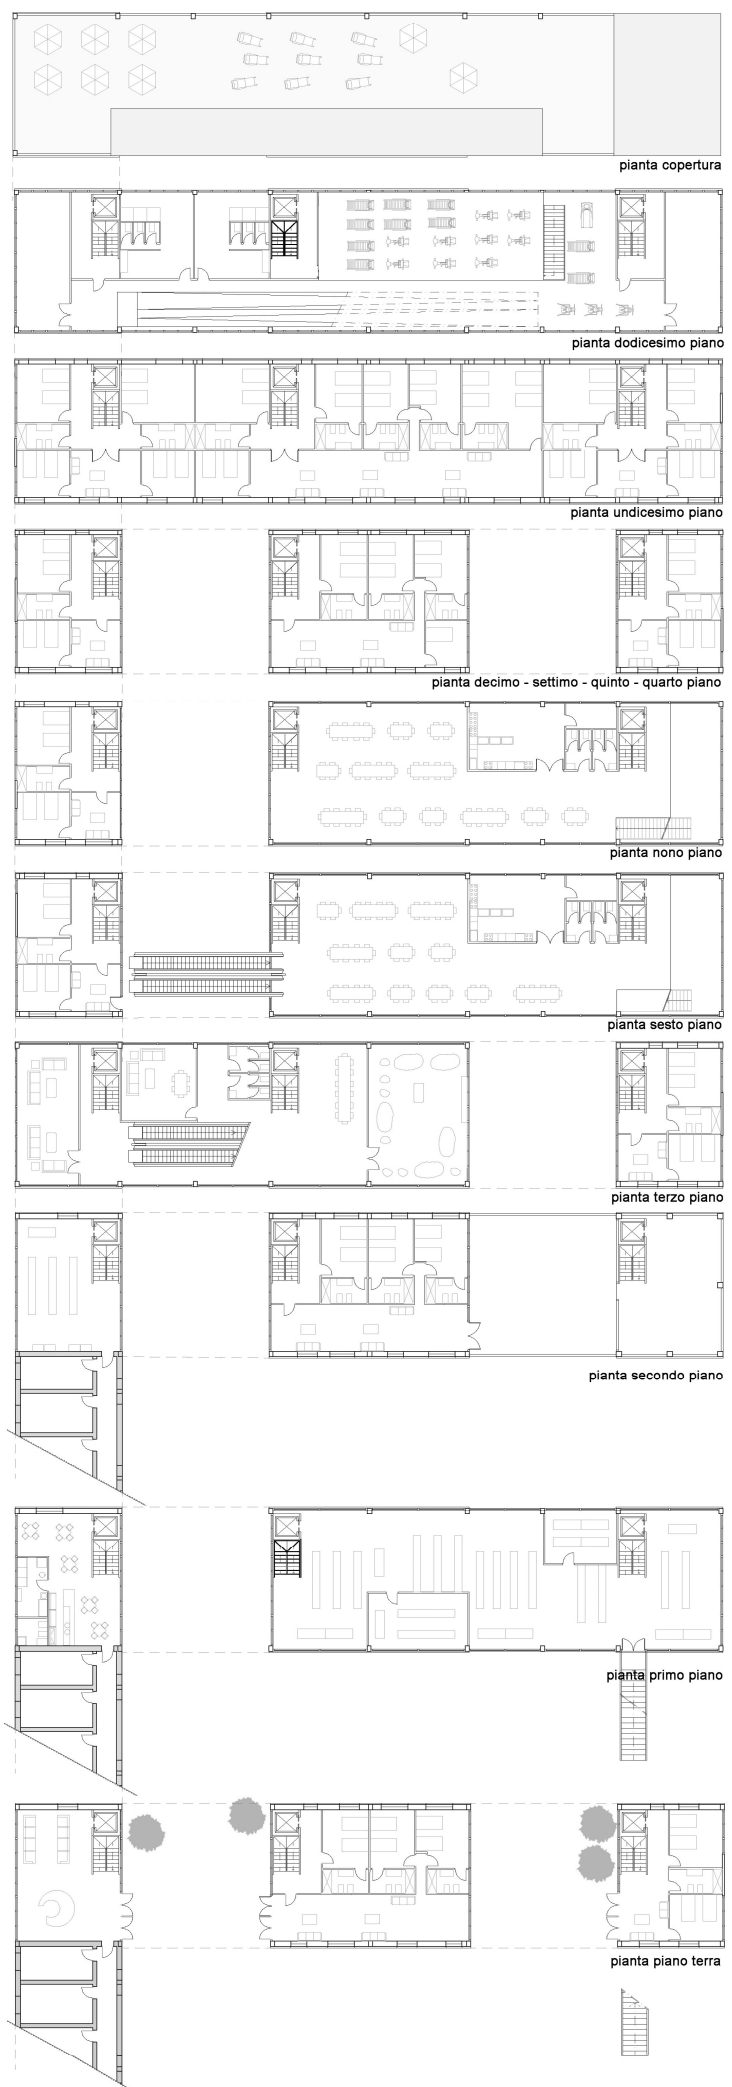 pianta copertura
pianta dodicesimo piano
pianta undicesimo piano
pianta decimo - settimo - quinto - quarto piano
pianta nono piano
pianta sesto piano
pianta terzo piano
pianta secondo piano
pianta primo piano
pianta piano terra